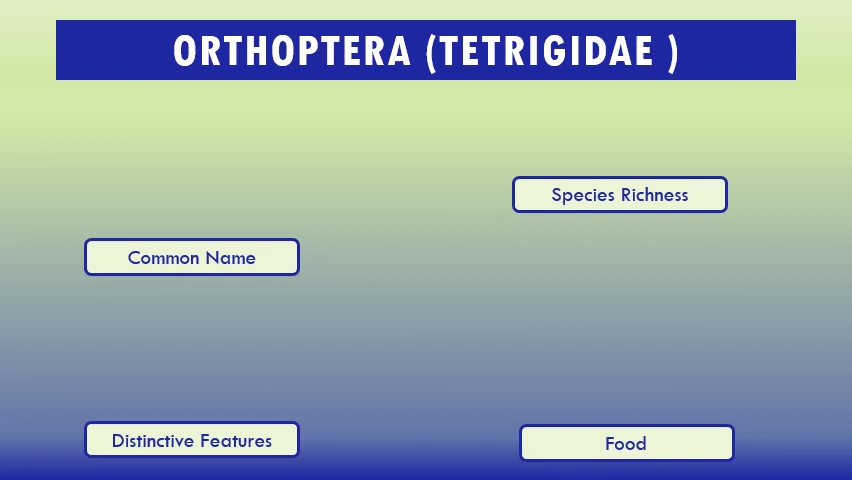 ORTHOPTERA (TETRIGIDAE )
Species Richness
Common Name
Distinctive Features
Food